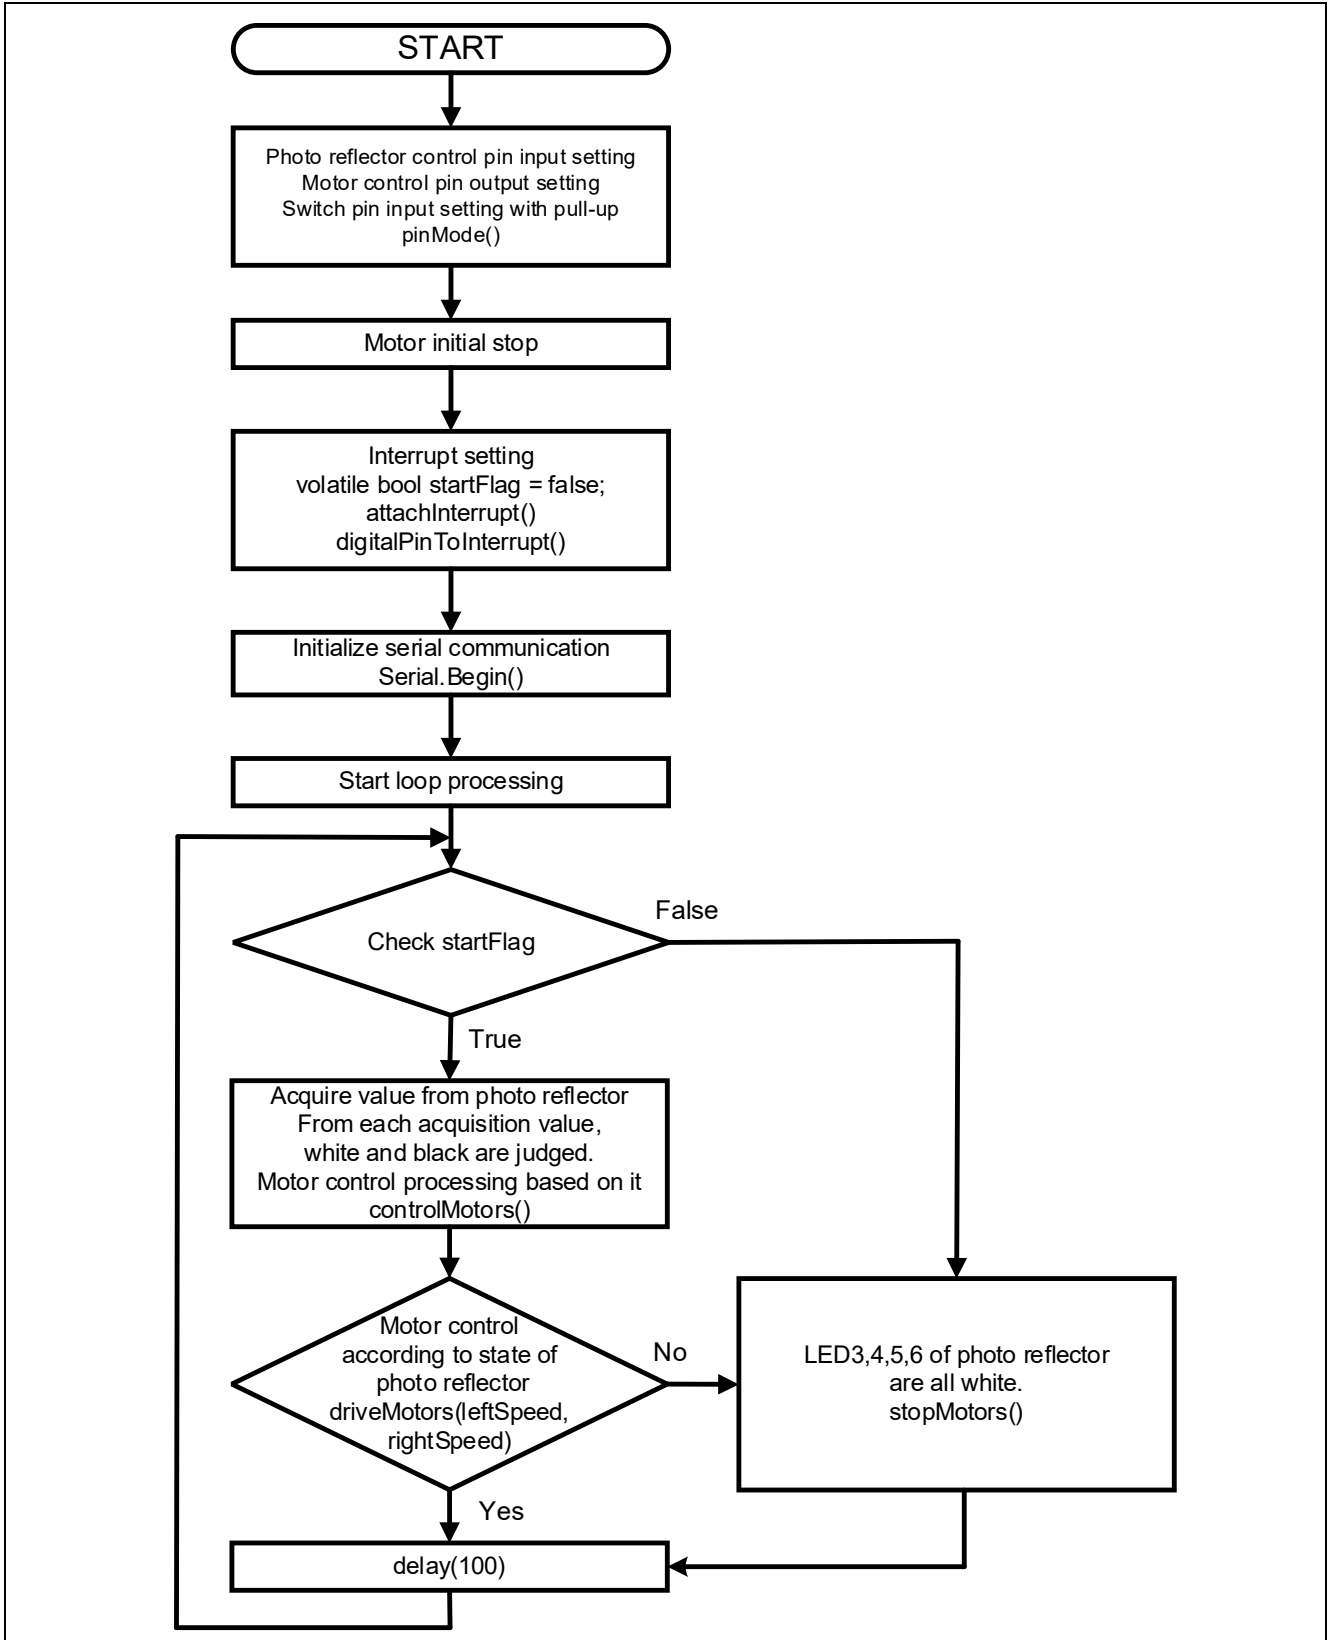 START
Photo reflector control pin input setting
Motor control pin output setting
Switch pin input setting with pull-up
pinMode()
Motor initial stop
Interrupt setting
volatile bool startFlag = false;
attachInterrupt()
digitalPinToInterrupt()
Initialize serial communication
Serial.Begin()
Start loop processing
False
Check startFlag
True
Acquire value from photo reflector
From each acquisition value,
white and black are judged.
Motor control processing based on it
controlMotors()
Motor control
according to state of
photo reflector
driveMotors(leftSpeed,
rightSpeed)
No
LED3,4,5,6 of photo reflector
are all white.
stopMotors()
Yes
delay(100)